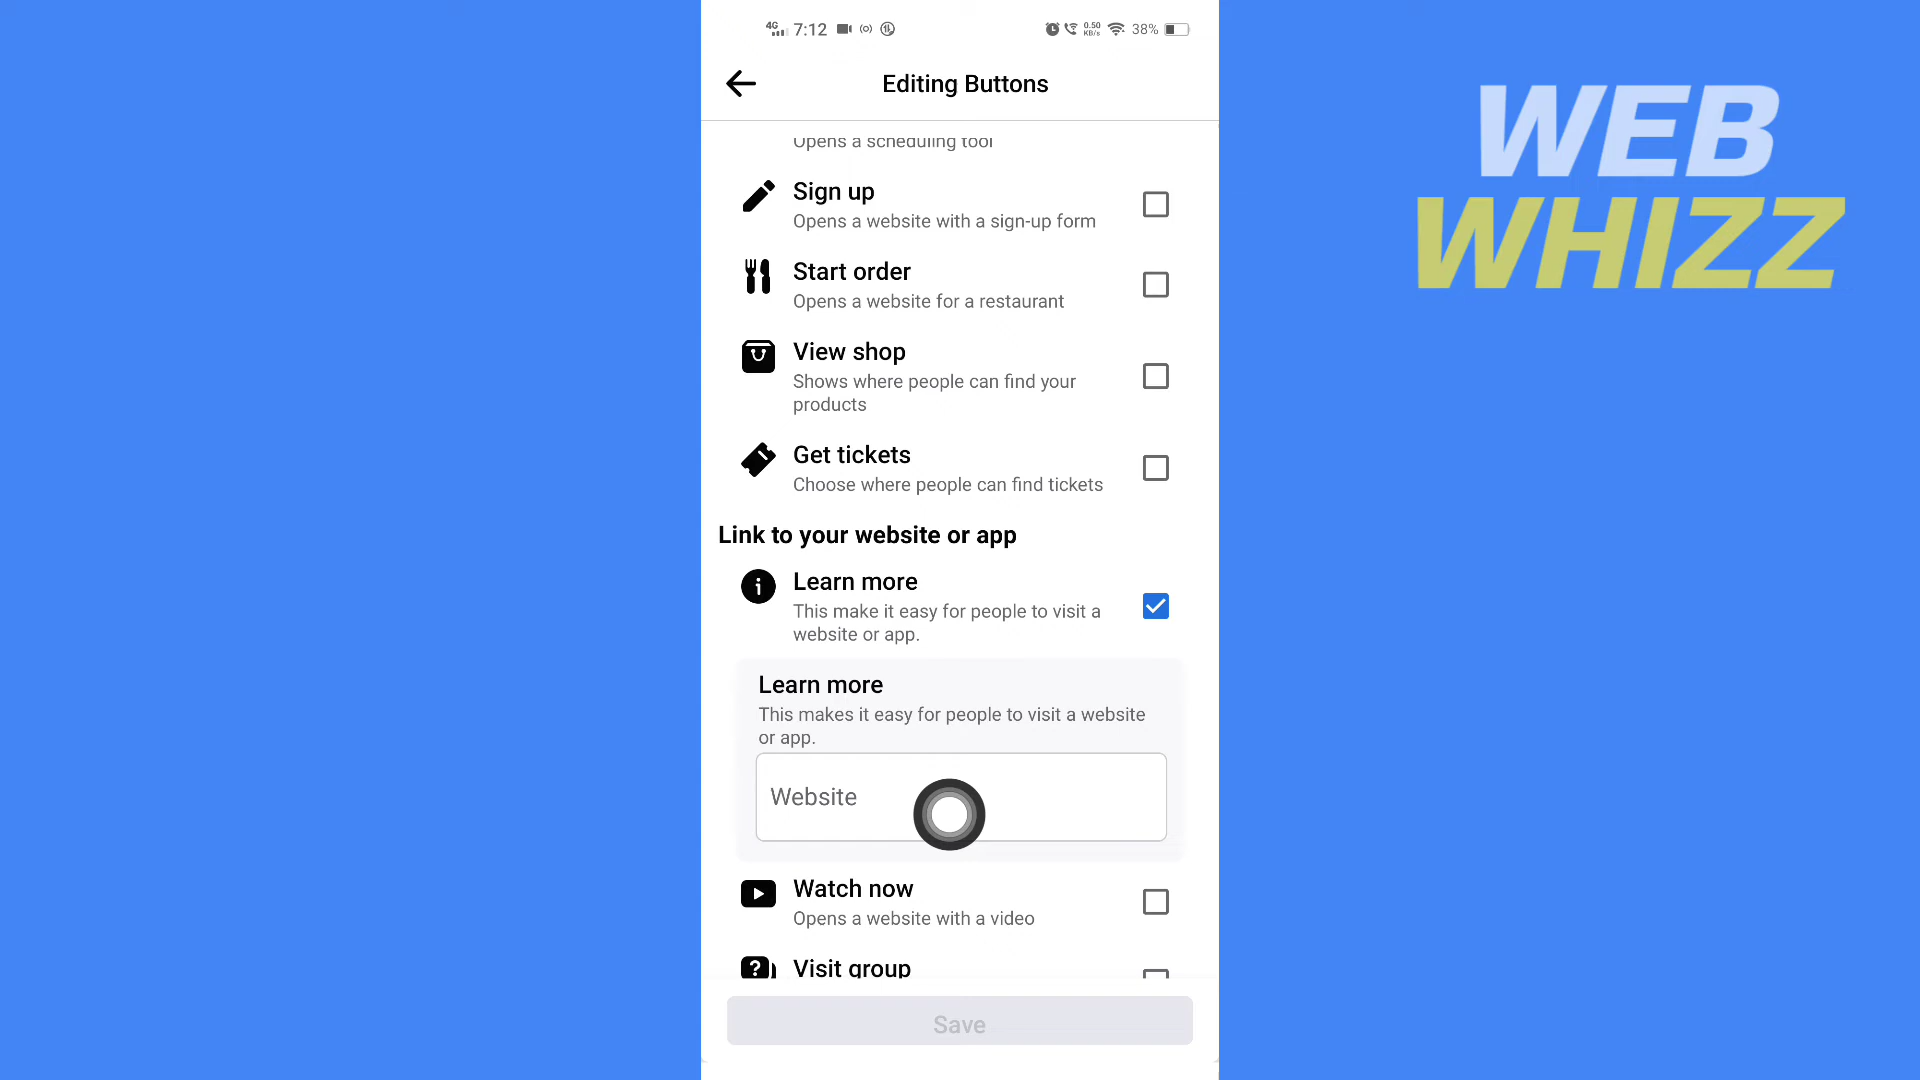 4G 7:12 0.50 KB/s 38%
Editing Buttons
WEB
WHIZZ
Opens a scheduling tool
Sign up
Opens a website with a sign-up form
Start order
Opens a website for a restaurant
View shop
Shows where people can find your
products
Get tickets
Choose where people can find tickets
Link to your website or app
Learn more
This make it easy for people to visit a
website or app.
Learn more
This makes it easy for people to visit a website
or app.
Website
Watch now
Opens a website with a video
Visit group
Save